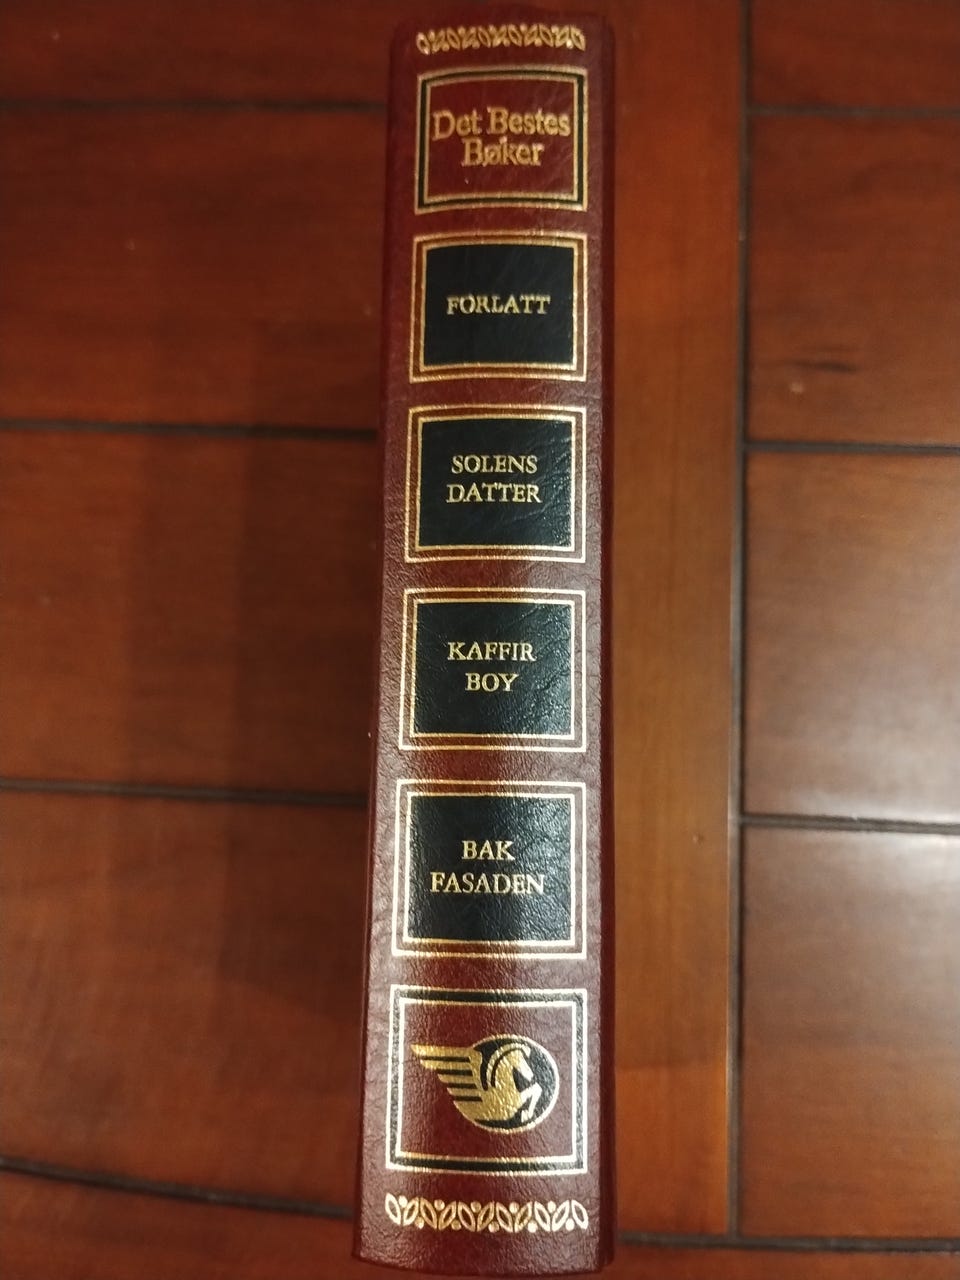 Det Bestes
Bøker
FORLATT
SOLENS
DATTER
KAFFIR
BOY
BAK
FASADEN